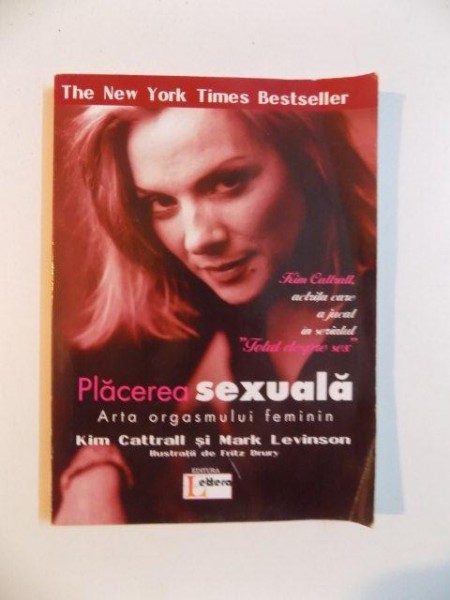 The New York Times Bestseller
Kim Cattrall,
actrița care
a jucat
în serialul
"Totul despre sex"
Plăcerea sexuală
Arta orgasmului feminin
Kim Cattrall și Mark Levinson
Ilustrații de Fritz Drury
EDITURA
Lettera